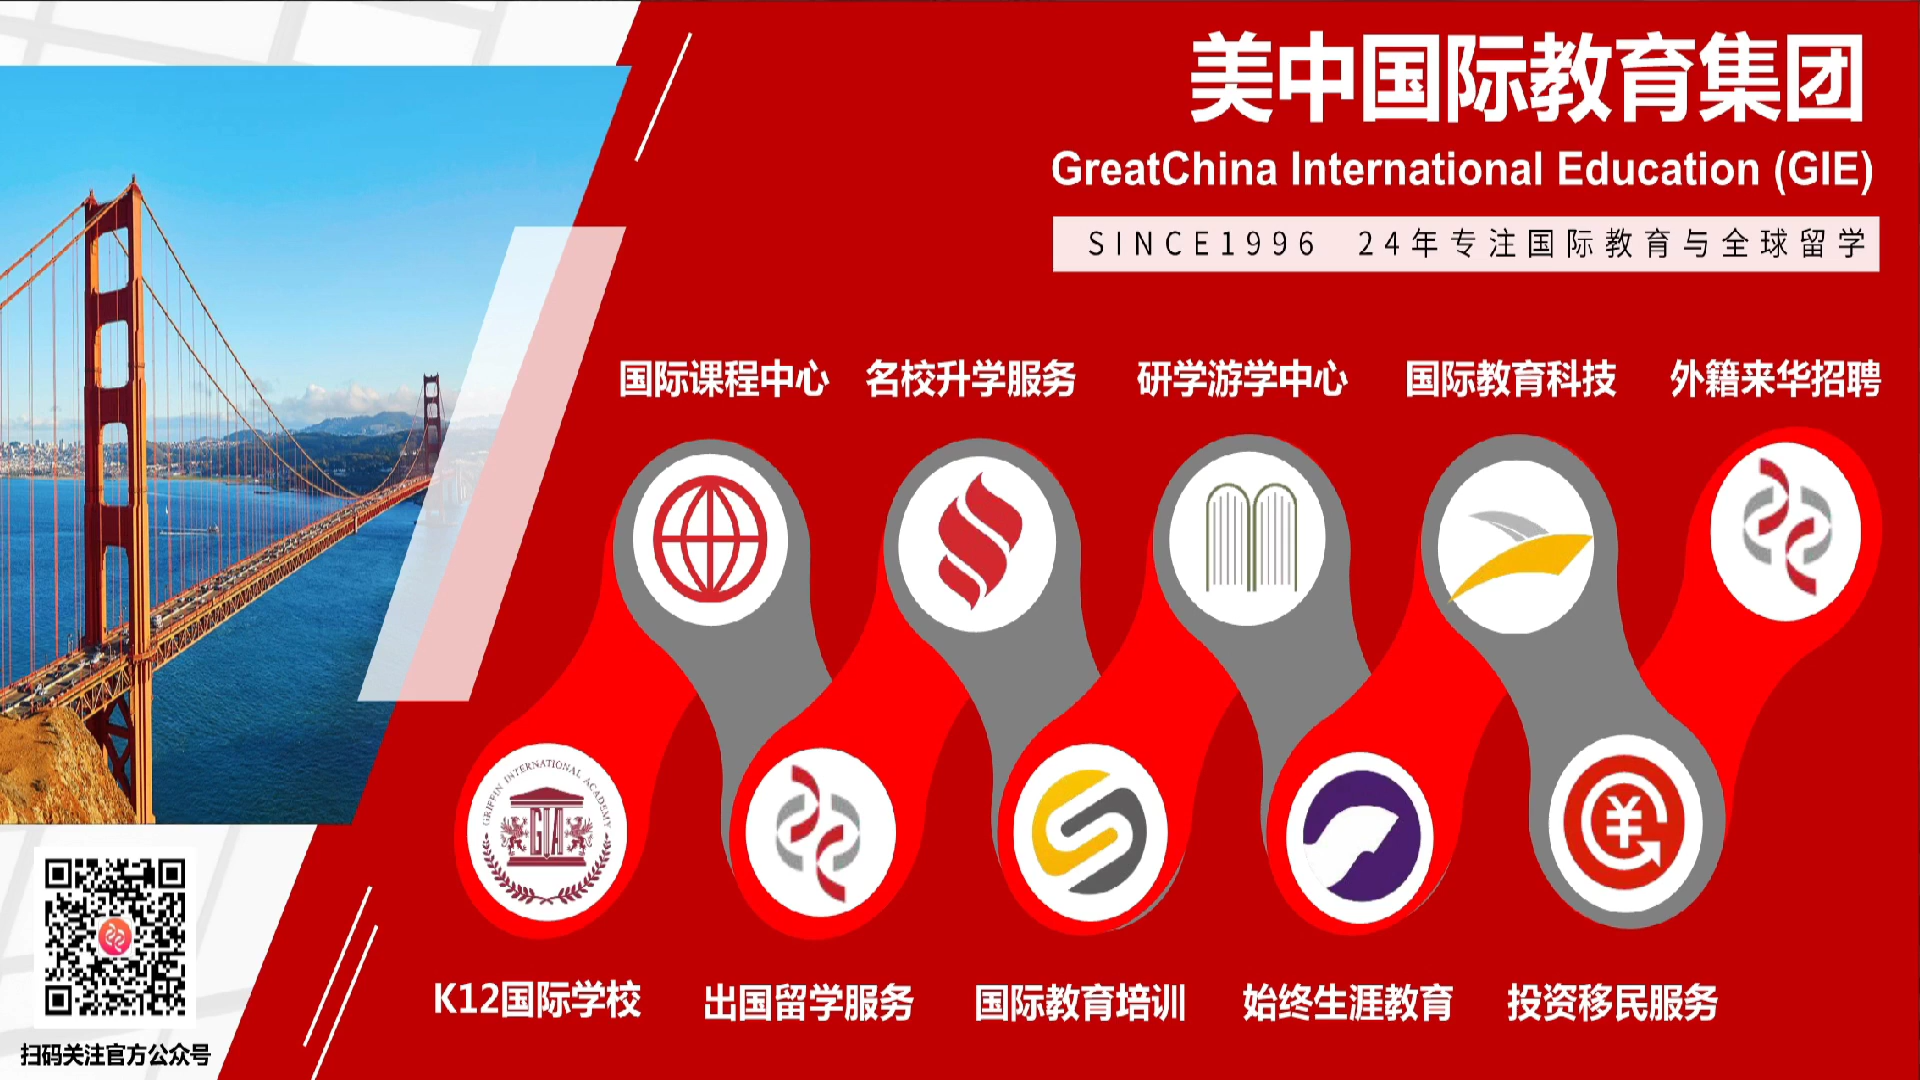 美中国际教育集团
GreatChina International Education (GIE)
SINCE1996 24年专注国际教育与全球留学
国际课程中心 名校升学服务 研学游学中心 国际教育科技 外籍来华招聘
GRIFFIN INTERNATIONAL ACADEMY
GIA
K12国际学校 出国留学服务 国际教育培训 始终生涯教育 投资移民服务
扫码关注官方公众号